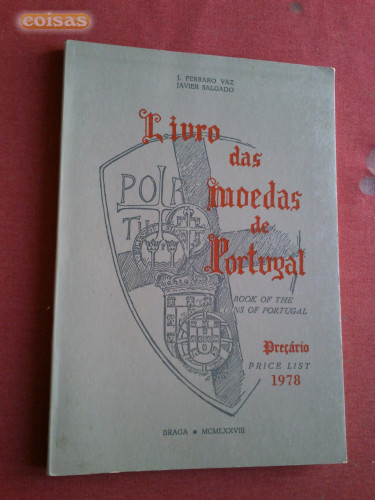 coisas
J. FERRARO VAZ
JAVIER SALGADO
Livro
das
moedas
de
Portugal
POR
TU
BOOK OF THE
COINS OF PORTUGAL
Preçário
PRICE LIST
1978
BRAGA • MCMLXXVIII